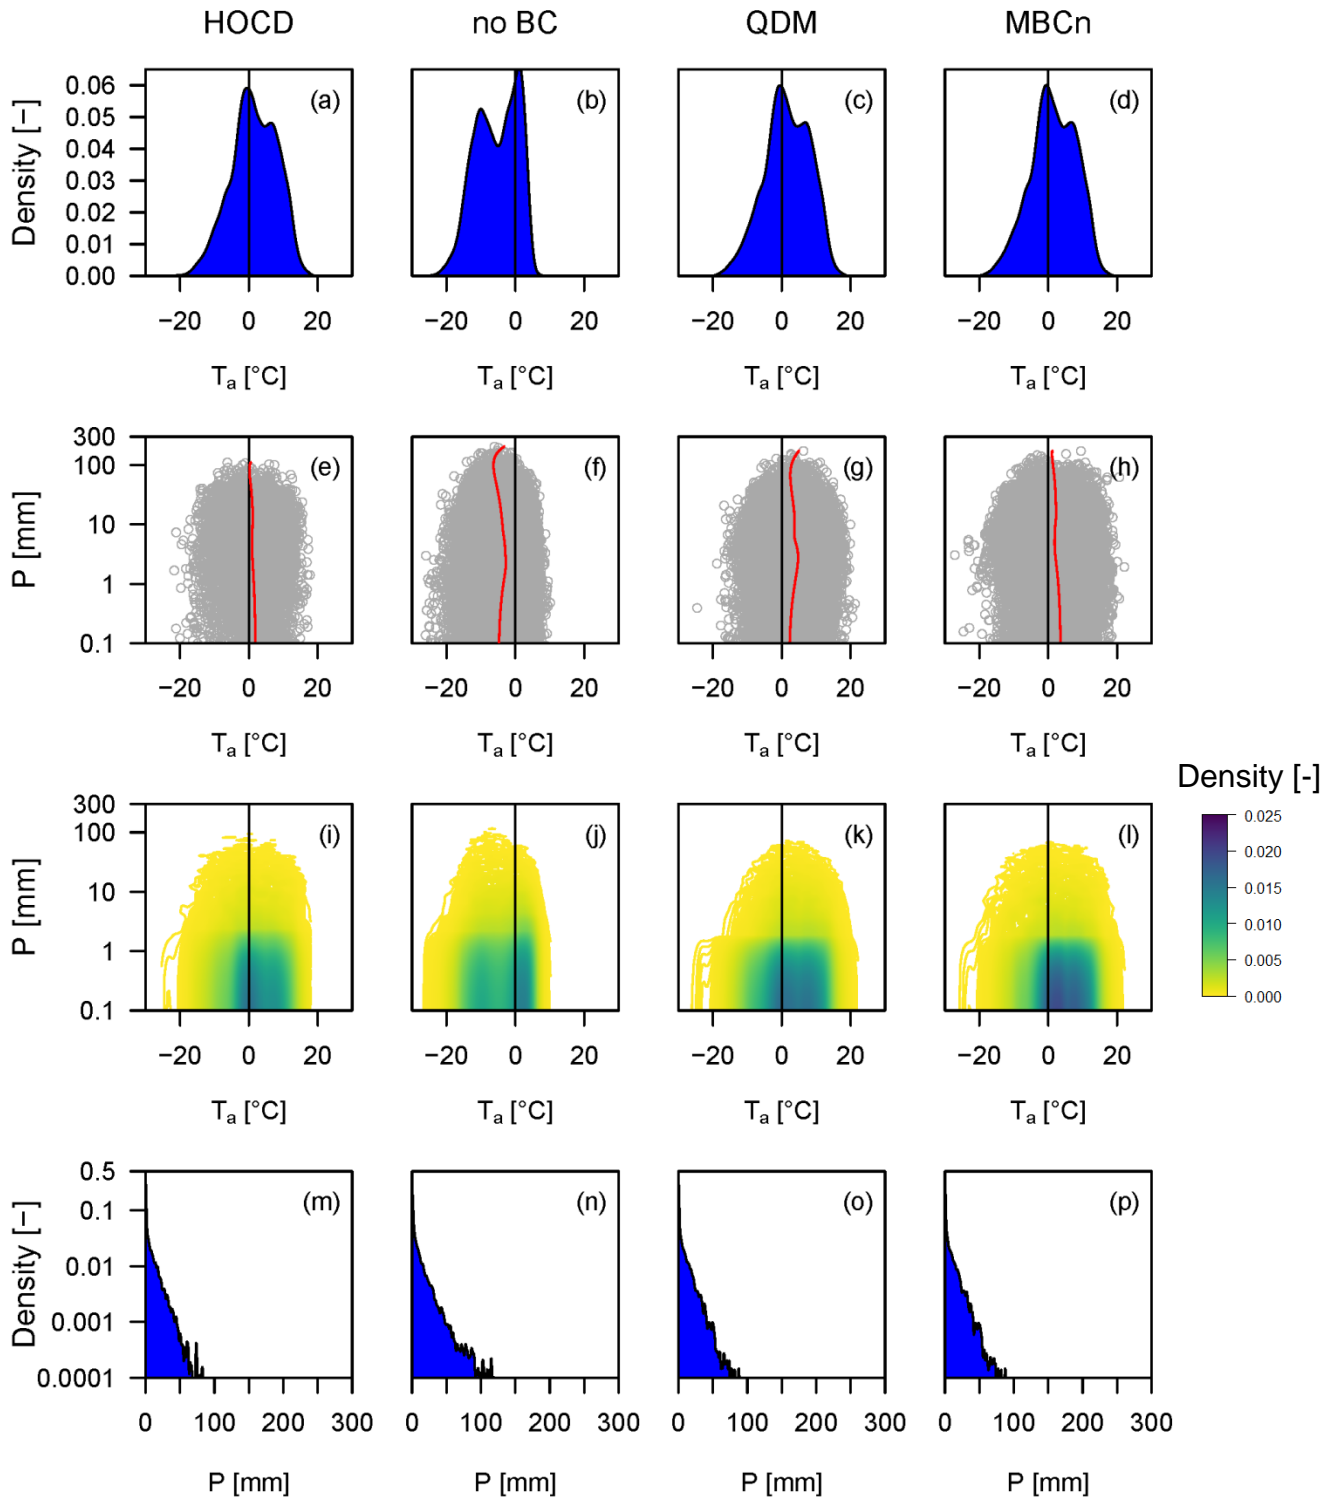 HOCD no BC QDM MBCn
Density [−] 0.06 0.05 0.04 0.03 0.02 0.01 0.00 (a) (b) (c) (d)
−20 0 20 −20 0 20 −20 0 20 −20 0 20
Ta [°C] Ta [°C] Ta [°C] Ta [°C]
P [mm] 300 100 10 1 0.1 (e) (f) (g) (h)
−20 0 20 −20 0 20 −20 0 20 −20 0 20
Ta [°C] Ta [°C] Ta [°C] Ta [°C]
Density [-]
0.025
0.020
0.015
0.010
0.005
0.000
P [mm] 300 100 10 1 0.1 (i) (j) (k) (l)
−20 0 20 −20 0 20 −20 0 20 −20 0 20
Ta [°C] Ta [°C] Ta [°C] Ta [°C]
Density [−] 0.5 0.1 0.01 0.001 0.0001 (m) (n) (o) (p)
0 100 200 300 0 100 200 300 0 100 200 300 0 100 200 300
P [mm] P [mm] P [mm] P [mm]